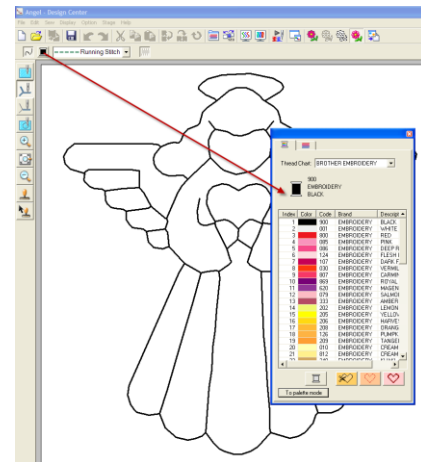 Angel - Design Center
File Edit Sew Display Option Stage Help
Running Stitch
Thread Chart: BROTHER EMBROIDERY
900
EMBROIDERY
BLACK
Index Color Code Brand Descript
1 900 EMBROIDERY BLACK
2 001 EMBROIDERY WHITE
3 800 EMBROIDERY RED
4 085 EMBROIDERY PINK
5 086 EMBROIDERY DEEP R
6 124 EMBROIDERY FLESH
7 107 EMBROIDERY DARK F
8 030 EMBROIDERY VERMIL
9 807 EMBROIDERY CARMI
10 869 EMBROIDERY ROYAL
11 620 EMBROIDERY MAGEN
12 079 EMBROIDERY SALMO
13 333 EMBROIDERY AMBER
14 202 EMBROIDERY LEMON
15 205 EMBROIDERY YELLOV
16 206 EMBROIDERY HARVE
17 208 EMBROIDERY ORANG
18 126 EMBROIDERY PUMPK
19 209 EMBROIDERY TANGE
20 010 EMBROIDERY CREAM
21 812 EMBROIDERY CREAM
To palette mode